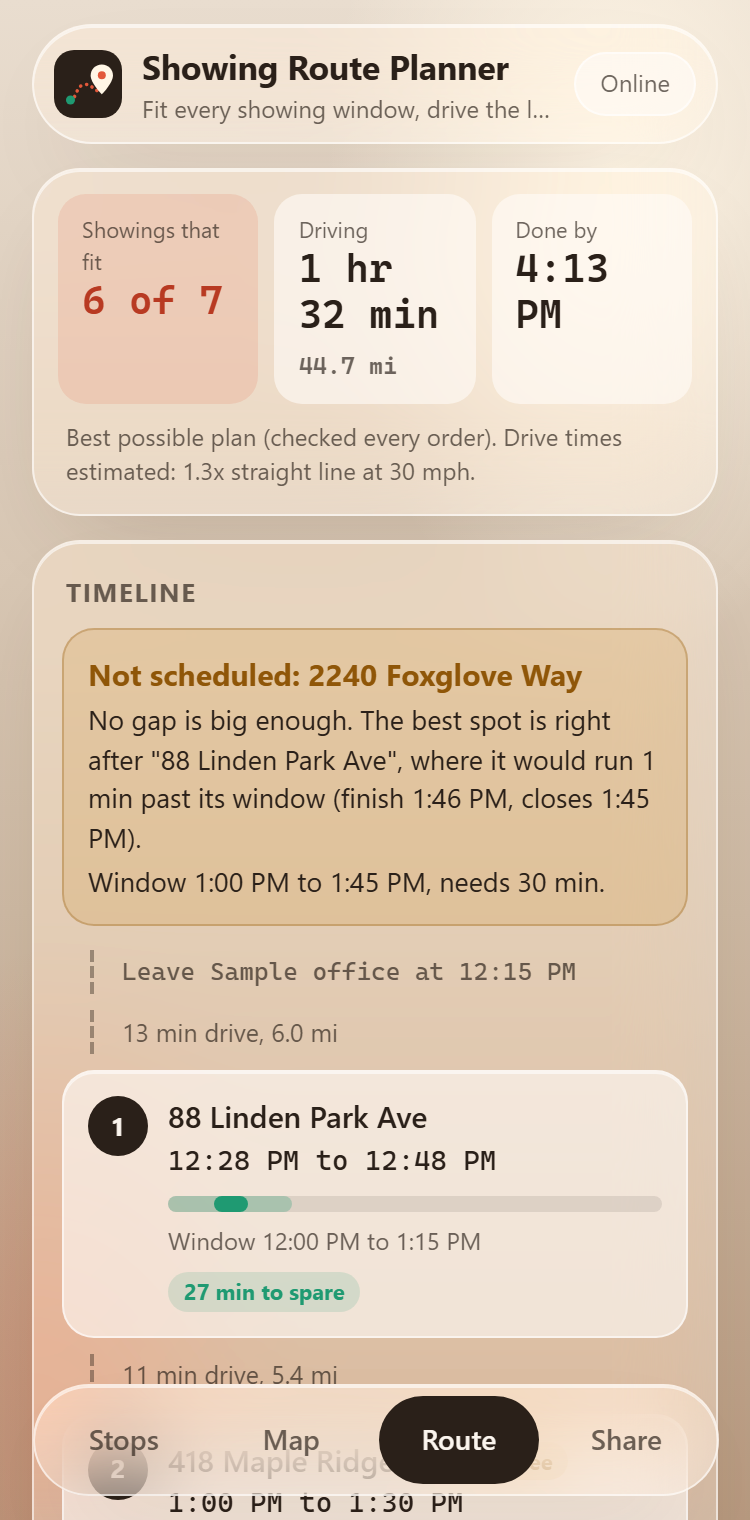 Showing Route Planner
Fit every showing window, drive the l...
Online
Showings that
fit
6 of 7
Driving
1 hr
32 min
44.7 mi
Done by
4:13
PM
Best possible plan (checked every order). Drive times
estimated: 1.3x straight line at 30 mph.
TIMELINE
Not scheduled: 2240 Foxglove Way
No gap is big enough. The best spot is right
after "88 Linden Park Ave", where it would run 1
min past its window (finish 1:46 PM, closes 1:45
PM).
Window 1:00 PM to 1:45 PM, needs 30 min.
Leave Sample office at 12:15 PM
13 min drive, 6.0 mi
1
88 Linden Park Ave
12:28 PM to 12:48 PM
Window 12:00 PM to 1:15 PM
27 min to spare
11 min drive, 5.4 mi
Stops
Map
Route
Share
2
418 Maple Ridge
1:00 PM to 1:30 PM